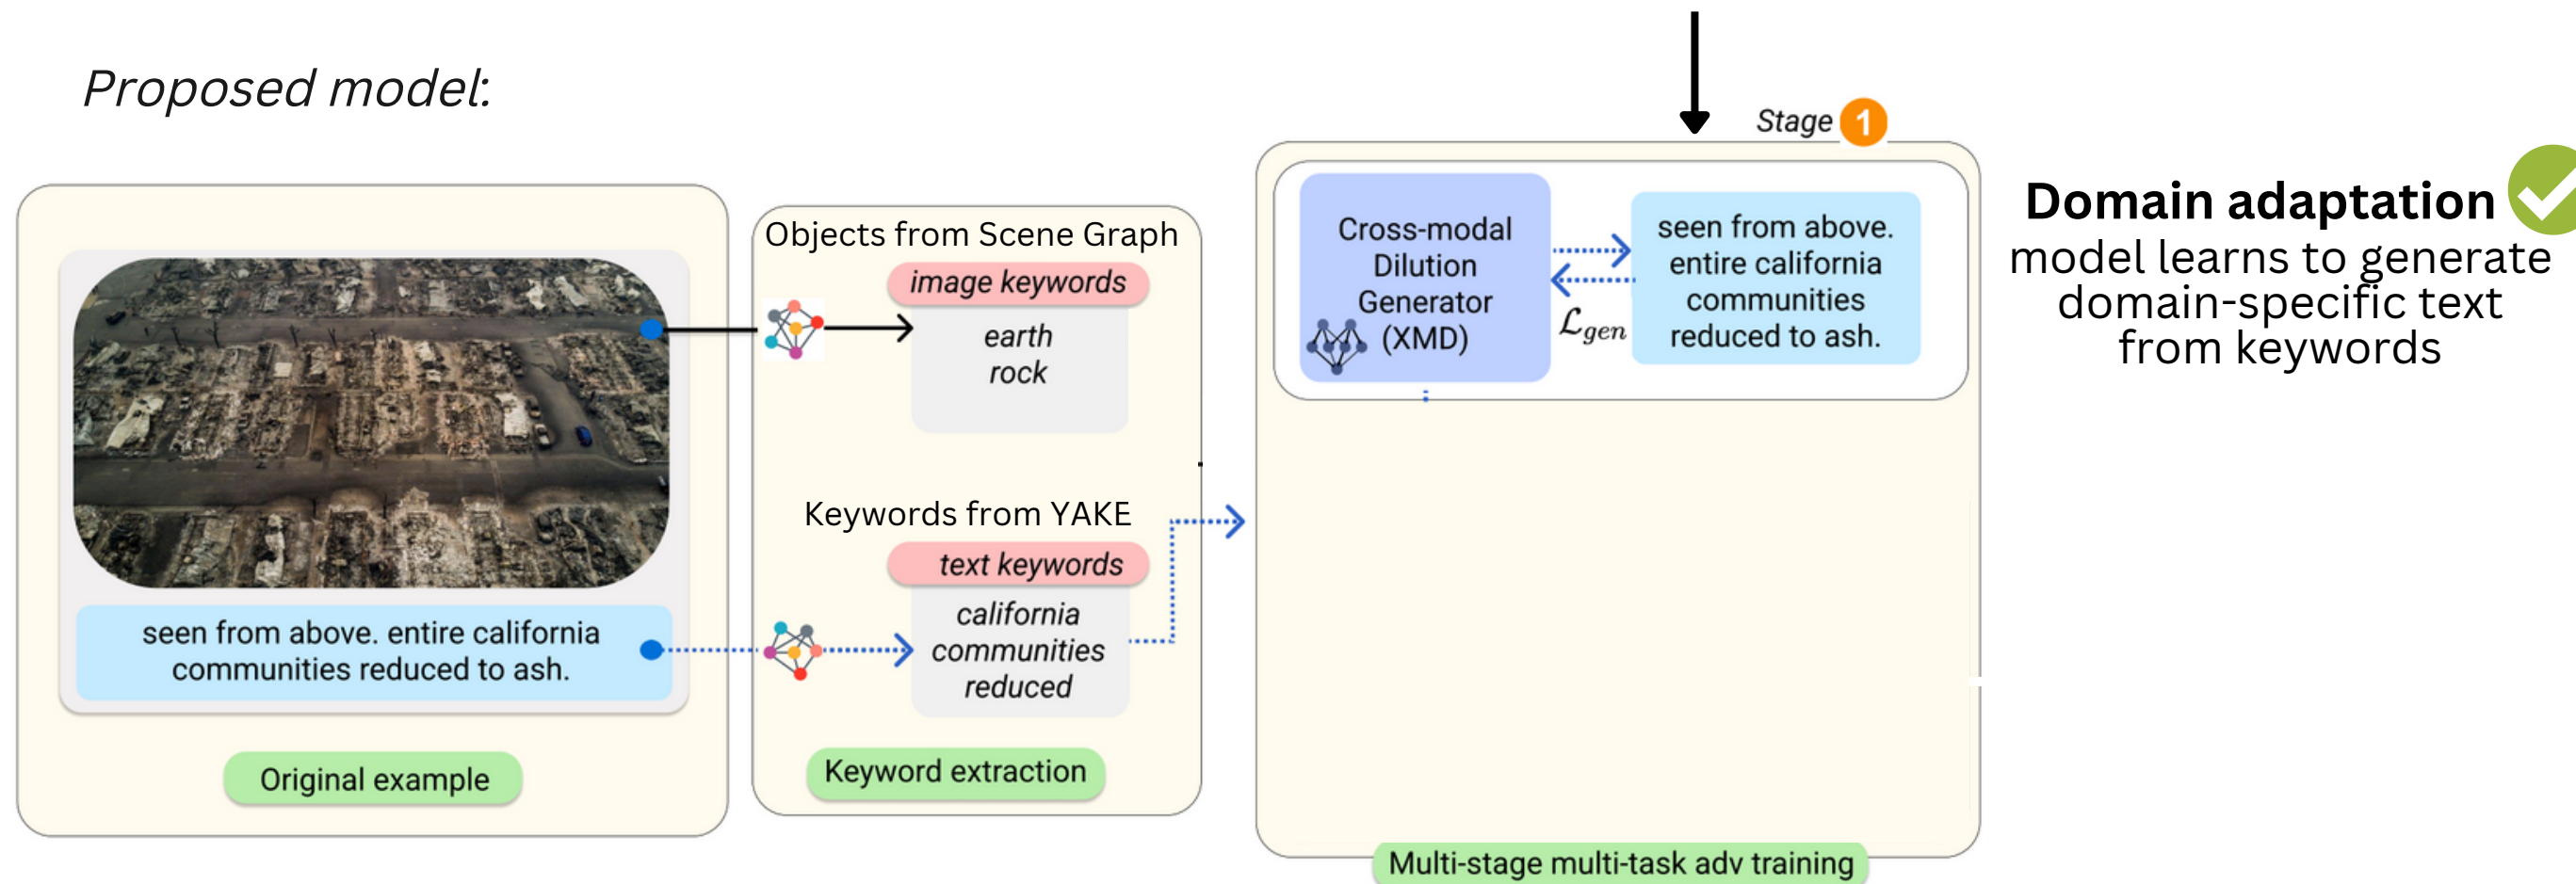 Proposed model:
seen from above. entire california
communities reduced to ash.
Original example
Objects from Scene Graph
image keywords
earth
rock
Keywords from YAKE
text keywords
california
communities
reduced
Keyword extraction
Stage 1
Cross-modal
Dilution
Generator
(XMD)
ℒgen
seen from above.
entire california
communities
reduced to ash.
Multi-stage multi-task adv training
Domain adaptation
model learns to generate
domain-specific text
from keywords